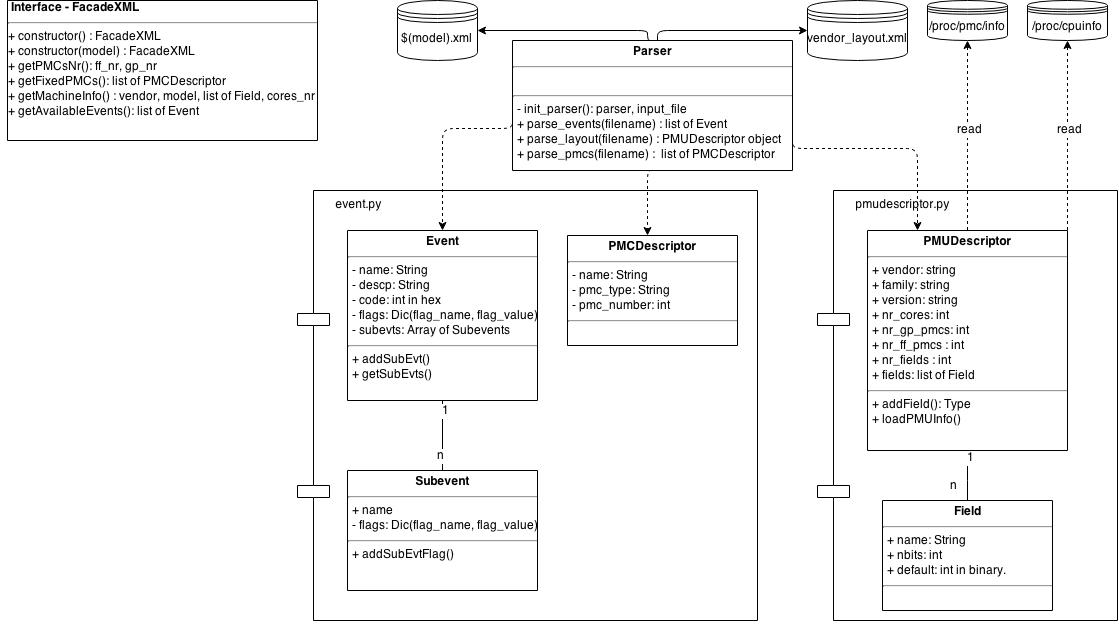 Interface - FacadeXML
+ constructor() : FacadeXML
+ constructor(model) : FacadeXML
+ getPMCsNr(): ff_nr, gp_nr
+ getFixedPMCs(): list of PMCDescriptor
+ getMachineInfo() : vendor, model, list of Field, cores_nr
+ getAvailableEvents(): list of Event
$(model).xml
vendor_layout.xml
/proc/pmc/info
/proc/cpuinfo
Parser
- init_parser(): parser, input_file
+ parse_events(filename) : list of Event
+ parse_layout(filename) : PMUDescriptor object
+ parse_pmcs(filename) : list of PMCDescriptor
read
read
event.py
Event
- name: String
- descp: String
- code: int in hex
- flags: Dic(flag_name, flag_value)
- subevts: Array of Subevents
+ addSubEvt()
+ getSubEvts()
PMCDescriptor
- name: String
- pmc_type: String
- pmc_number: int
1
n
Subevent
+ name
- flags: Dic(flag_name, flag_value)
+ addSubEvtFlag()
pmudescriptor.py
PMUDescriptor
+ vendor: string
+ family: string
+ version: string
+ nr_cores: int
+ nr_gp_pmcs: int
+ nr_ff_pmcs : int
+ nr_fields : int
+ fields: list of Field
+ addField(): Type
+ loadPMUInfo()
1
n
Field
+ name: String
+ nbits: int
+ default: int in binary.